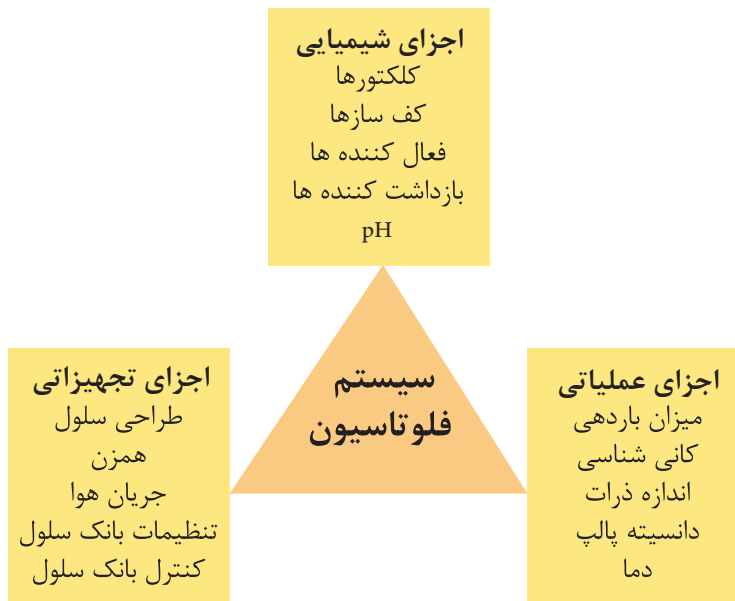 اجزای شیمیایی
کلکتورها
کف سازها
فعال کننده ها
بازداشت کننده ها
pH
سیستم
فلوتاسیون
اجزای عملیاتی
میزان باردهی
کانی شناسی
اندازه ذرات
دانسیته پالپ
دما
اجزای تجهیزاتی
طراحی سلول
همزن
جریان هوا
تنظیمات بانک سلول
کنترل بانک سلول